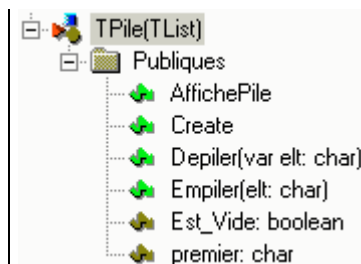 TPile(TList)
Publiques
AffichePile
Create
Depiler(var elt: char)
Empiler(elt: char)
Est_Vide: boolean
premier: char